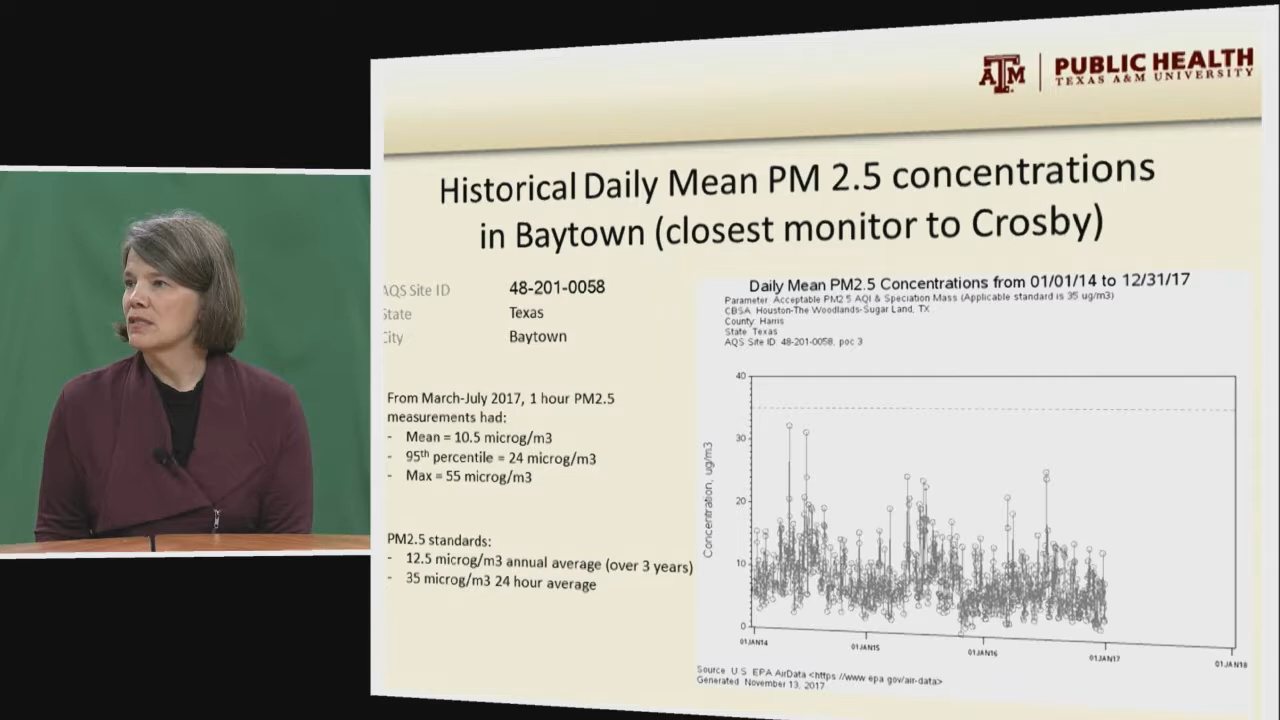 ATM
PUBLIC HEALTH
TEXAS A&M UNIVERSITY
Historical Daily Mean PM 2.5 concentrations
in Baytown (closest monitor to Crosby)
AQS Site ID 48-201-0058
State Texas
City Baytown
From March-July 2017, 1 hour PM2.5
measurements had:
- Mean = 10.5 microg/m3
- 95th percentile = 24 microg/m3
- Max = 55 microg/m3
PM2.5 standards:
- 12.5 microg/m3 annual average (over 3 years)
- 35 microg/m3 24 hour average
Daily Mean PM2.5 Concentrations from 01/01/14 to 12/31/17
Parameter: Acceptable PM2.5 AQI & Speciation Mass (Applicable standard is 35 ug/m3)
CBSA: Houston-The Woodlands-Sugar Land, TX
County: Harris
State: Texas
AQS Site ID: 48-201-0058, poc 3
Concentration, ug/m3
40
30
20
10
0
01JAN14
01JAN15
01JAN16
01JAN17
01JAN18
Source: U.S. EPA AirData <https://www.epa.gov/air-data>
Generated: November 13, 2017